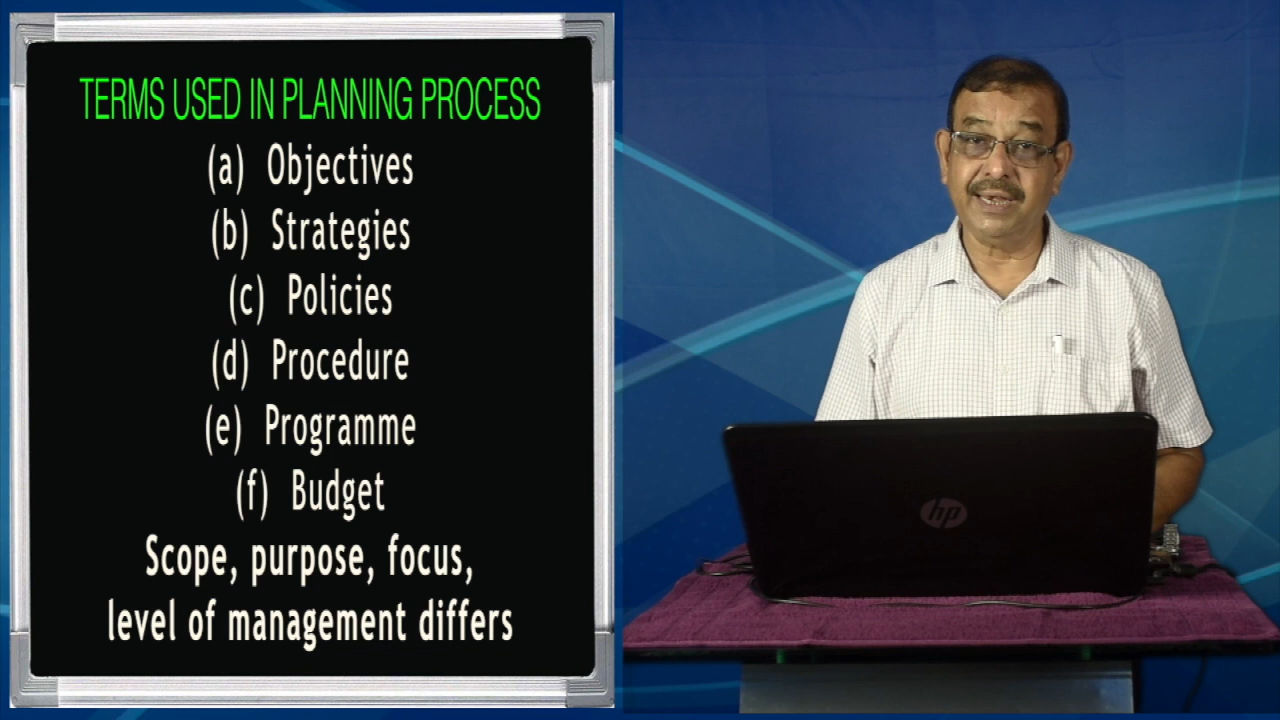 TERMS USED IN PLANNING PROCESS
(a) Objectives
(b) Strategies
(c) Policies
(d) Procedure
(e) Programme
(f) Budget
Scope, purpose, focus,
level of management differs
hp